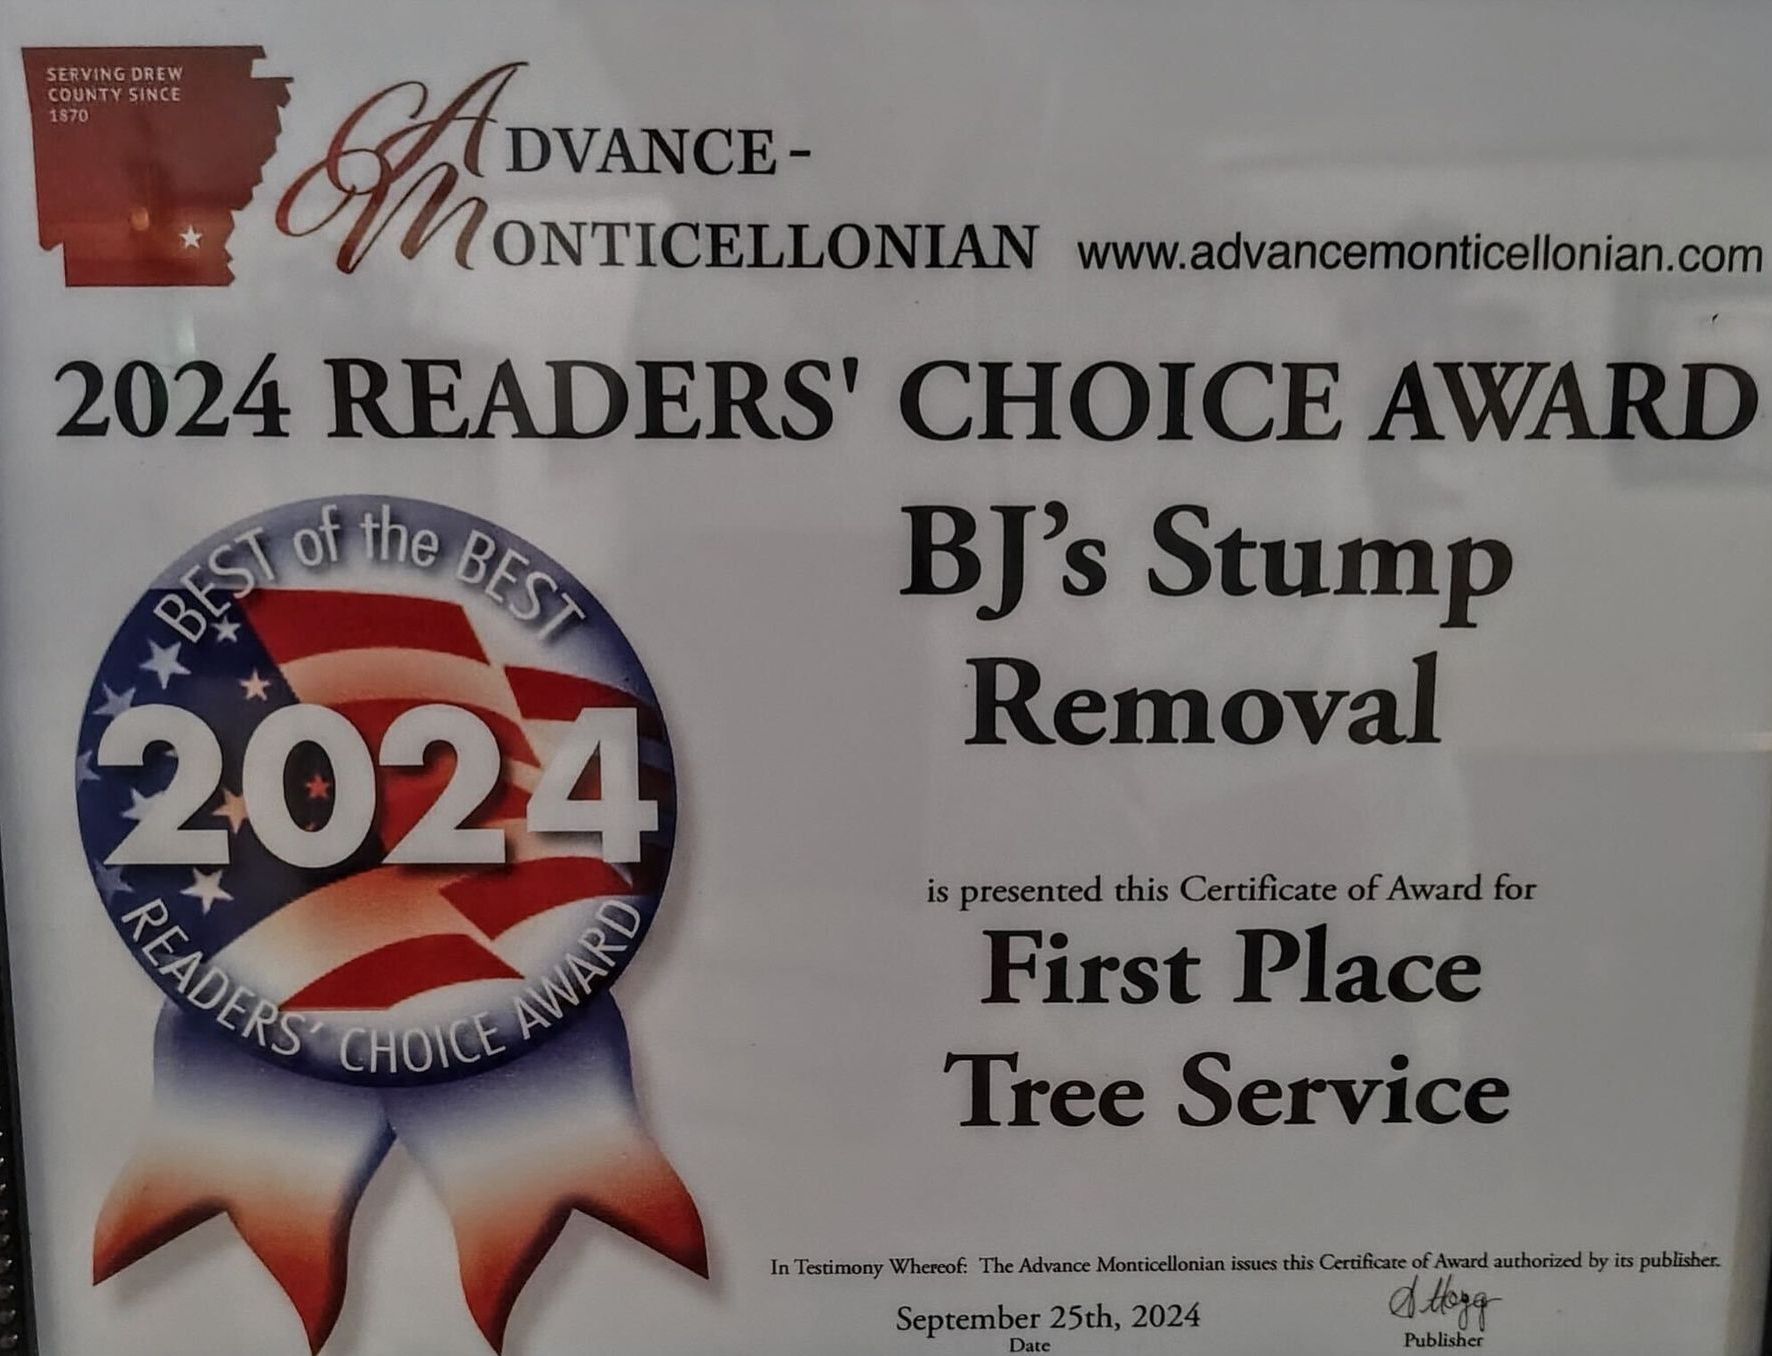 SERVING DREW
COUNTY SINCE
1870
ADVANCE-
MONTICELLONIAN www.advancemonticellonian.com
2024 READERS' CHOICE AWARD
BEST of the BEST
2024
READERS' CHOICE AWARD
BJ's Stump
Removal
is presented this Certificate of Award for
First Place
Tree Service
In Testimony Whereof: The Advance Monticellonian issues this Certificate of Award authorized by its publisher.
September 25th, 2024
Date
Publisher